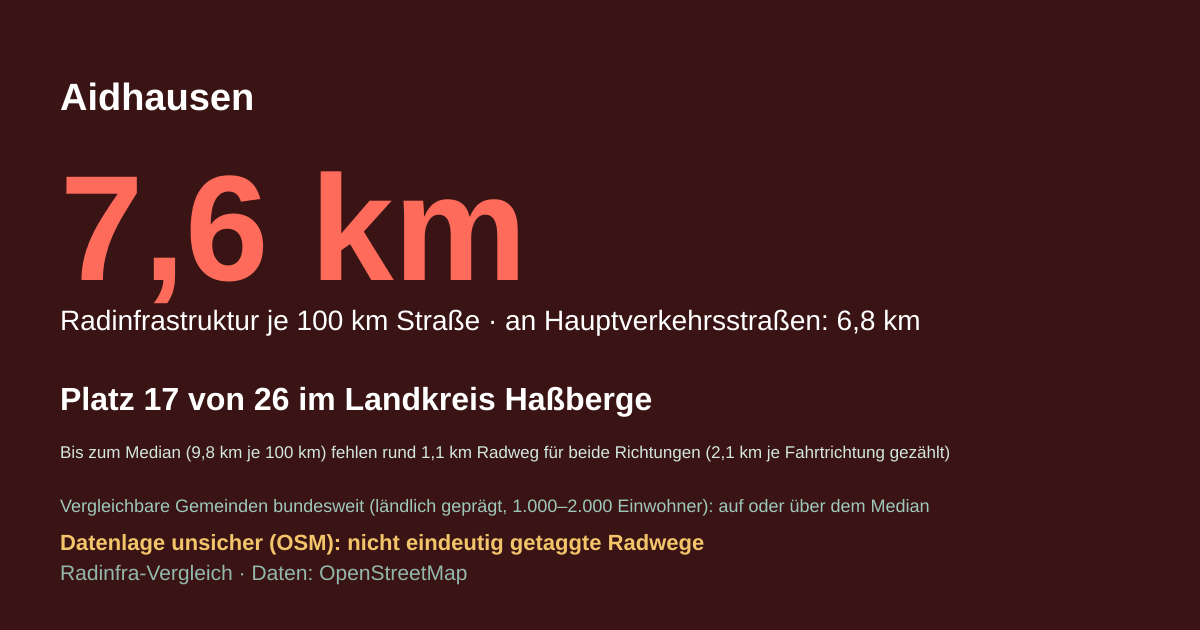 Aidhausen
7,6 km
Radinfrastruktur je 100 km Straße · an Hauptverkehrsstraßen: 6,8 km
Platz 17 von 26 im Landkreis Haßberge
Bis zum Median (9,8 km je 100 km) fehlen rund 1,1 km Radweg für beide Richtungen (2,1 km je Fahrtrichtung gezählt)
Vergleichbare Gemeinden bundesweit (ländlich geprägt, 1.000–2.000 Einwohner): auf oder über dem Median
Datenlage unsicher (OSM): nicht eindeutig getaggte Radwege
Radinfra-Vergleich · Daten: OpenStreetMap